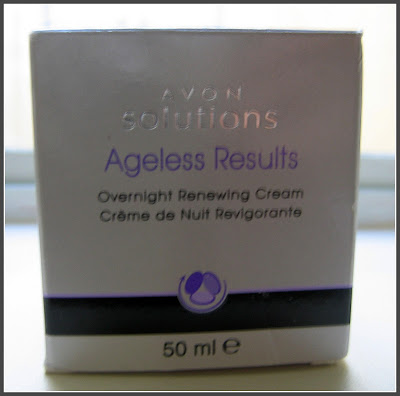 AVON
solutions
Ageless Results
Overnight Renewing Cream
Crème de Nuit Revigorante
50 ml ℮